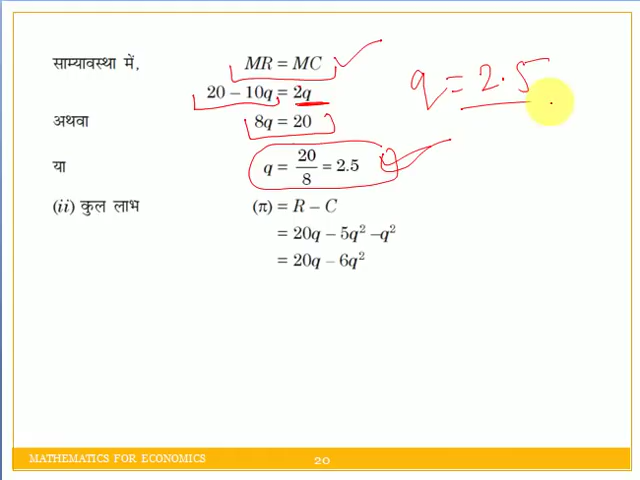 साम्यावस्था में, MR = MC
20 – 10q = 2q
अथवा 8q = 20
या q = 20/8 = 2.5
(ii) कुल लाभ (π) = R – C
= 20q – 5q² –q²
= 20q – 6q²
q = 2.5
MATHEMATICS FOR ECONOMICS 20